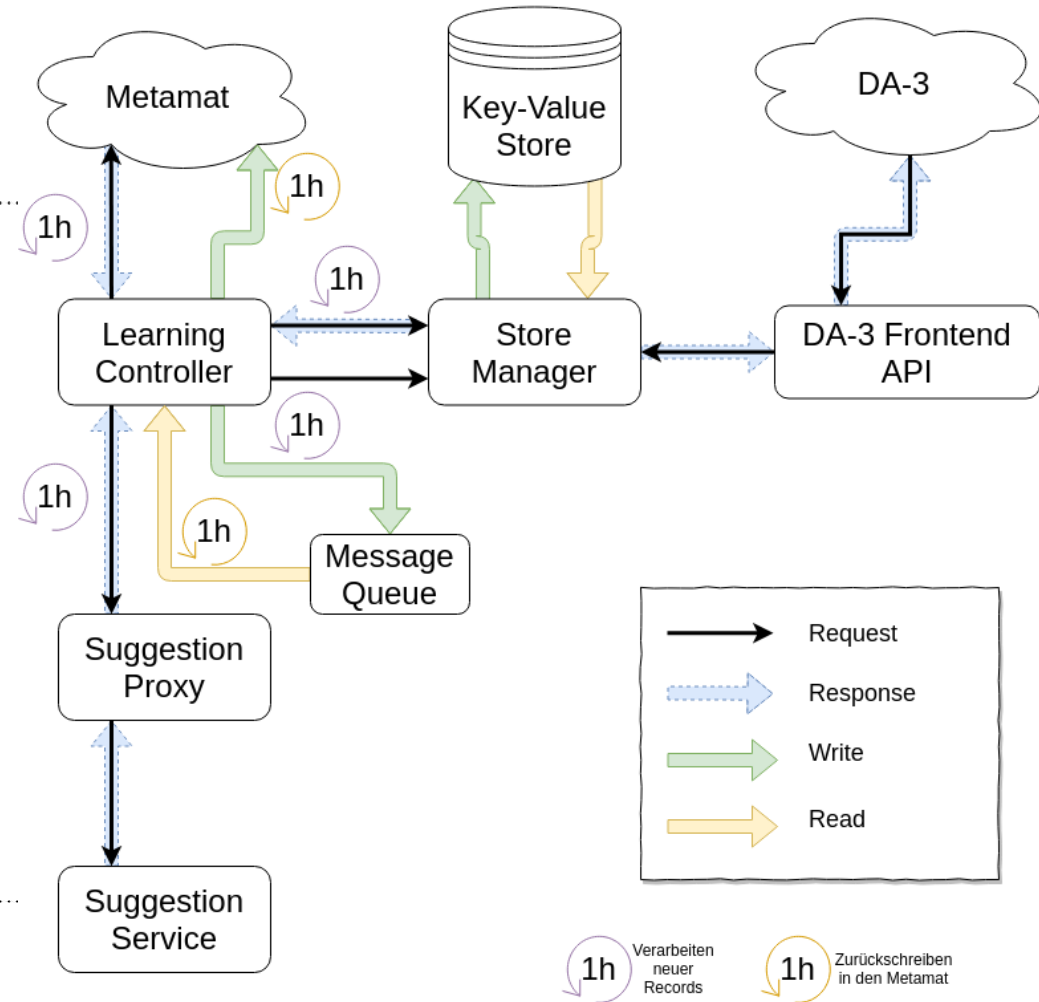 Metamat
Key-Value
Store
DA-3
1h
1h
1h
Learning
Controller
Store
Manager
DA-3 Frontend
API
1h
1h
1h
Message
Queue
Suggestion
Proxy
Request
Response
Write
Read
Suggestion
Service
1h
Verarbeiten
neuer
Records
1h
Zurückschreiben
in den Metamat